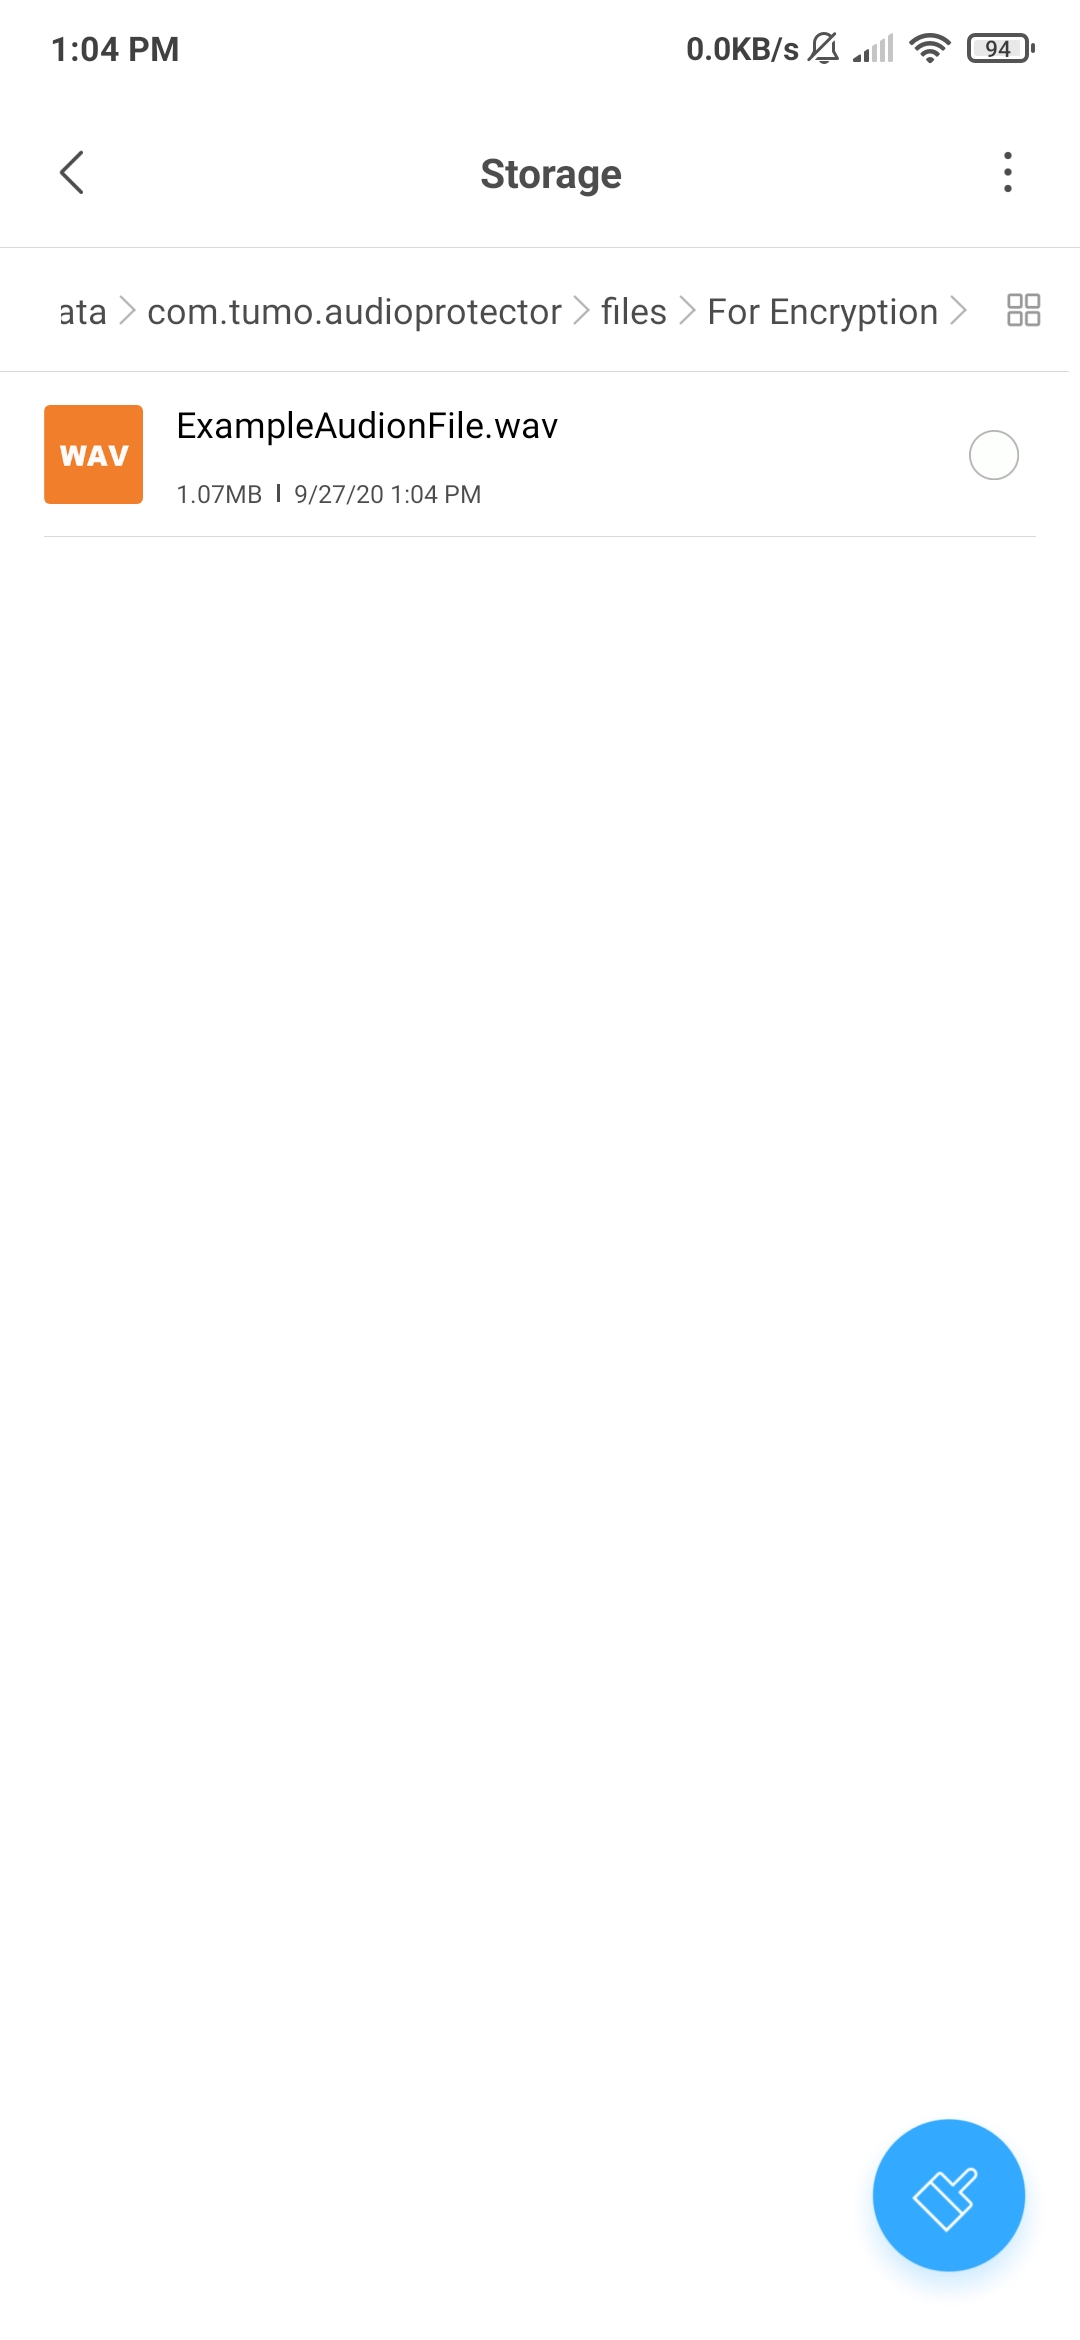 1:04 PM 0.0KB/s 94
Storage
ata com.tumo.audioprotector files For Encryption
WAV
ExampleAudionFile.wav
1.07MB | 9/27/20 1:04 PM